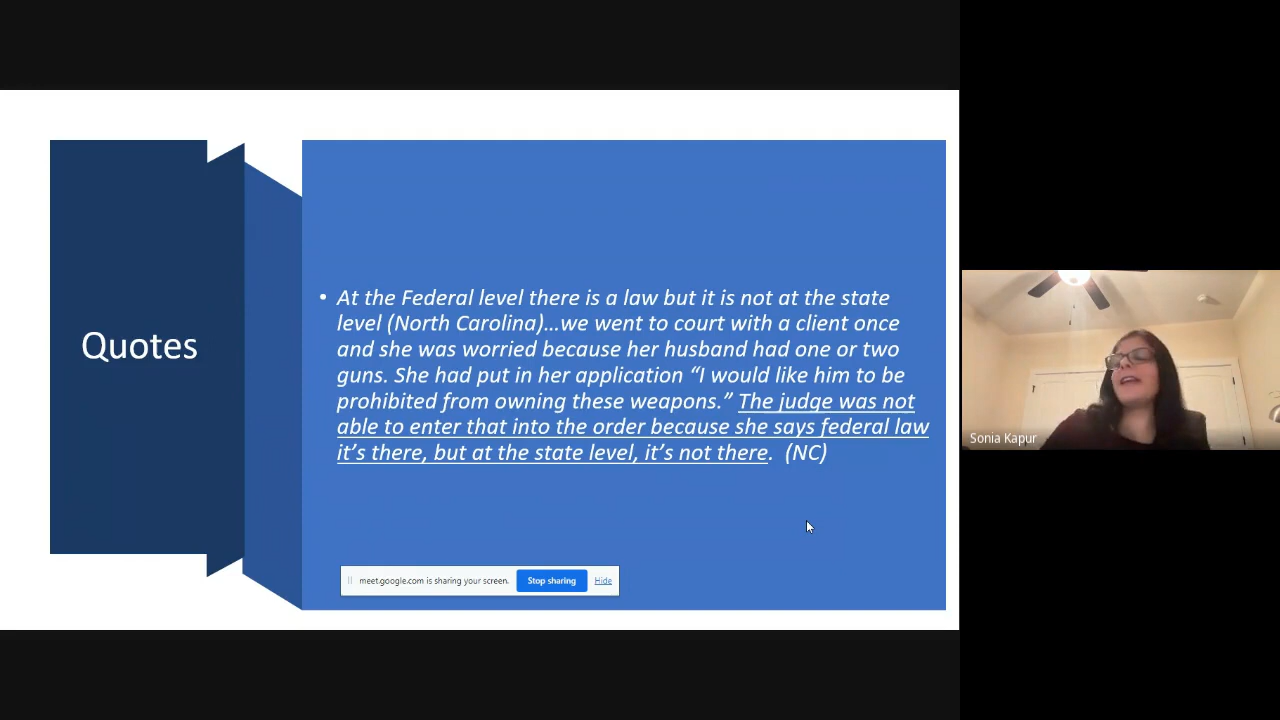 Quotes
• At the Federal level there is a law but it is not at the state
level (North Carolina)…we went to court with a client once
and she was worried because her husband had one or two
guns. She had put in her application “I would like him to be
prohibited from owning these weapons.” The judge was not
able to enter that into the order because she says federal law
it’s there, but at the state level, it’s not there. (NC)
meet.google.com is sharing your screen. Stop sharing Hide
Sonia Kapur